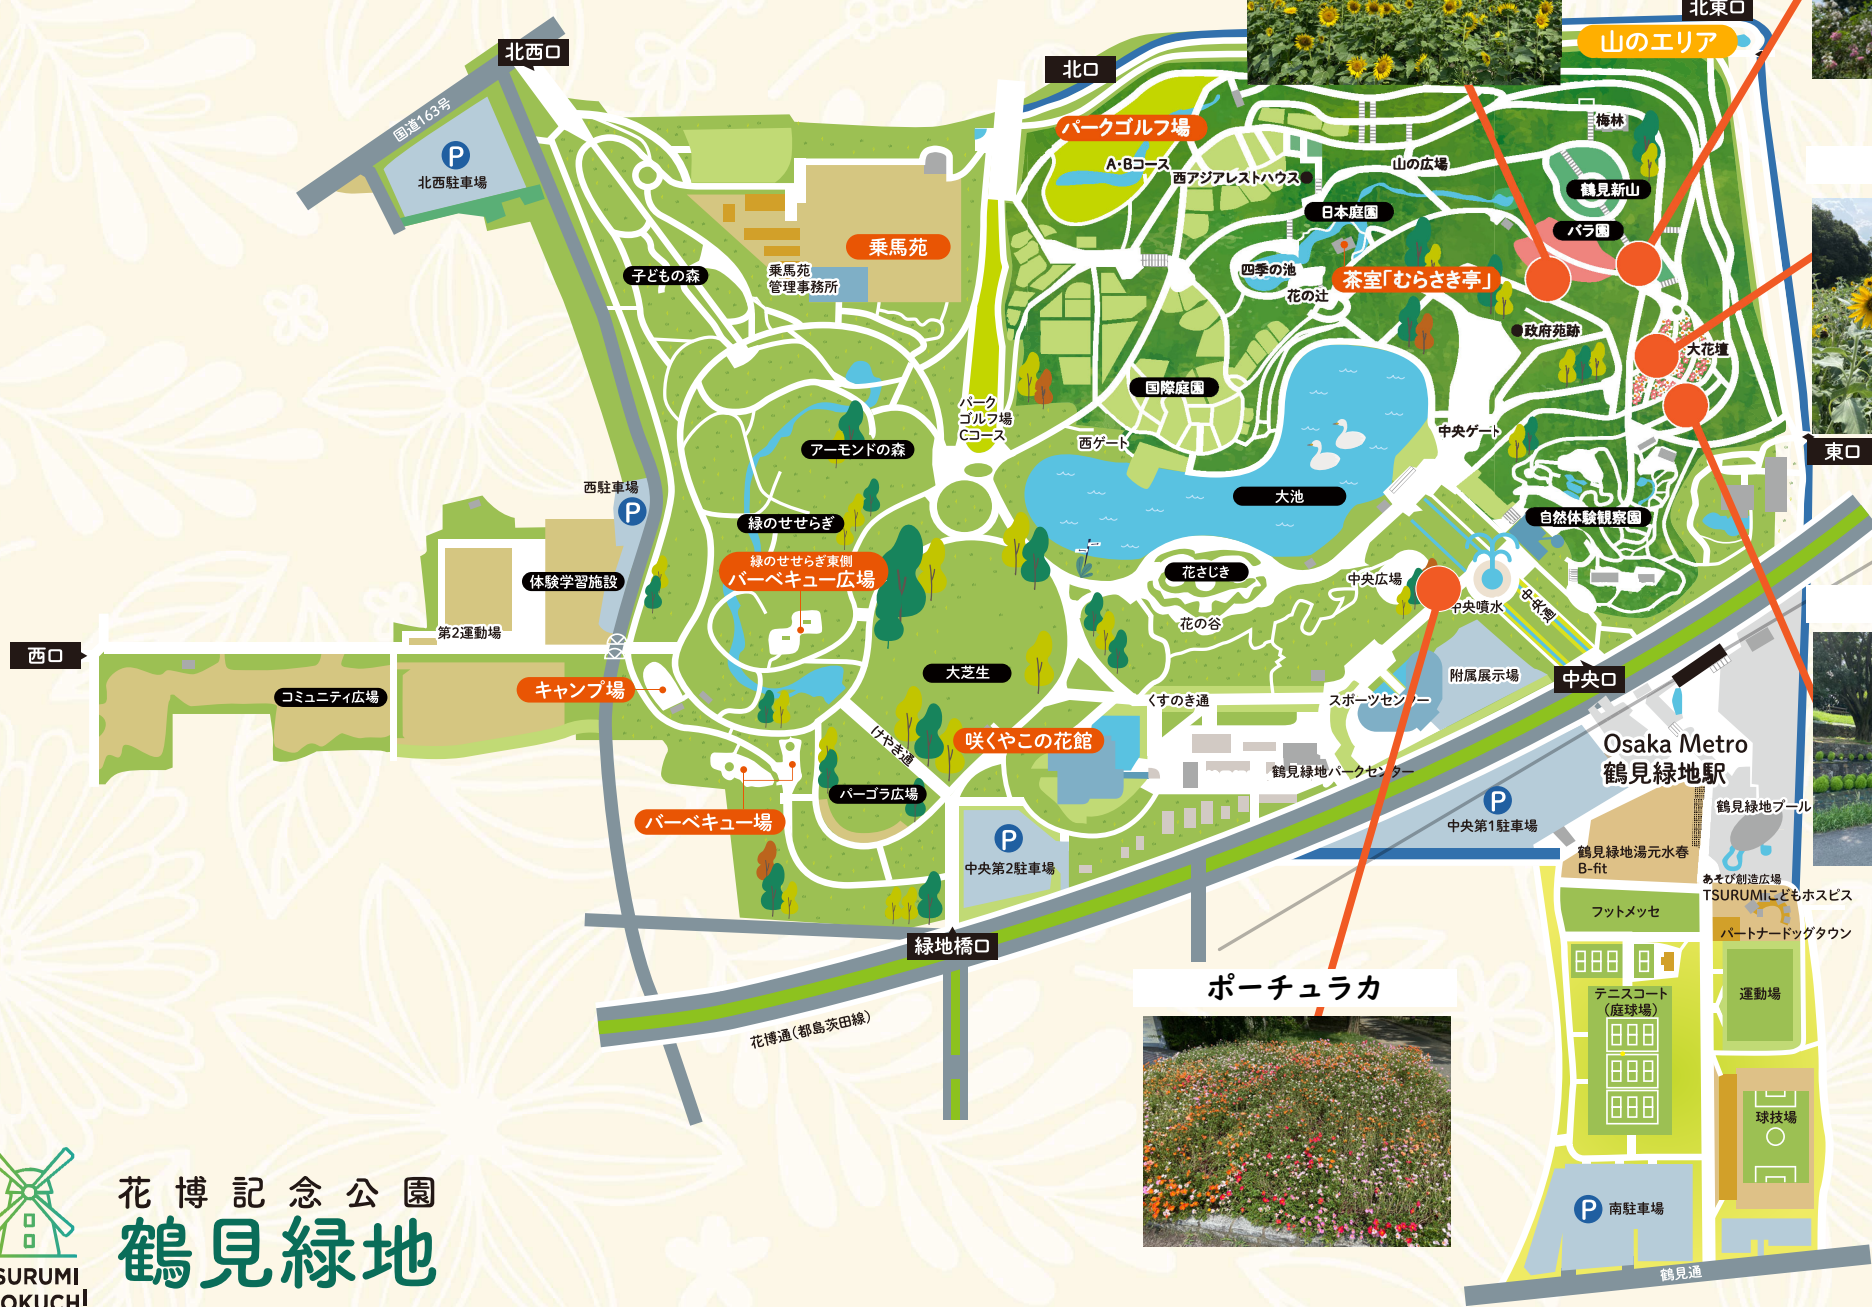 北西口
北東口
山のエリア
北口
国道163号
北西駐車場
パークゴルフ場
A・Bコース
梅林
西アジアレストハウス
山の広場
鶴見新山
日本庭園
バラ園
乗馬苑
子どもの森
乗馬苑
管理事務所
四季の池
茶室「むらさき亭」
花の辻
政府苑跡
大花壇
国際庭園
パーク
ゴルフ場
Cコース
西ゲート
中央ゲート
アーモンドの森
東口
西駐車場
P
P
大池
緑のせせらぎ
自然体験観察園
緑のせせらぎ東側
バーベキュー広場
体験学習施設
花さじき
中央広場
中央噴水
中央通
花の谷
第2運動場
西口
大芝生
附属展示場
中央口
キャンプ場
コミュニティ広場
くすのき通
スポーツセンター
けやき通
咲くやこの花館
Osaka Metro
鶴見緑地駅
鶴見緑地パークセンター
パーゴラ広場
P
中央第1駐車場
鶴見緑地プール
バーベキュー場
P
中央第2駐車場
鶴見緑地湯元水春
B-fit
あそび創造広場
TSURUMIこどもホスピス
フットメッセ
パートナードッグタウン
緑地橋口
ポーチュラカ
テニスコート
(庭球場)
運動場
花博通(都島茨田線)
球技場
P
南駐車場
花博記念公園
鶴見緑地
SURUMI
OKUCHI
鶴見通